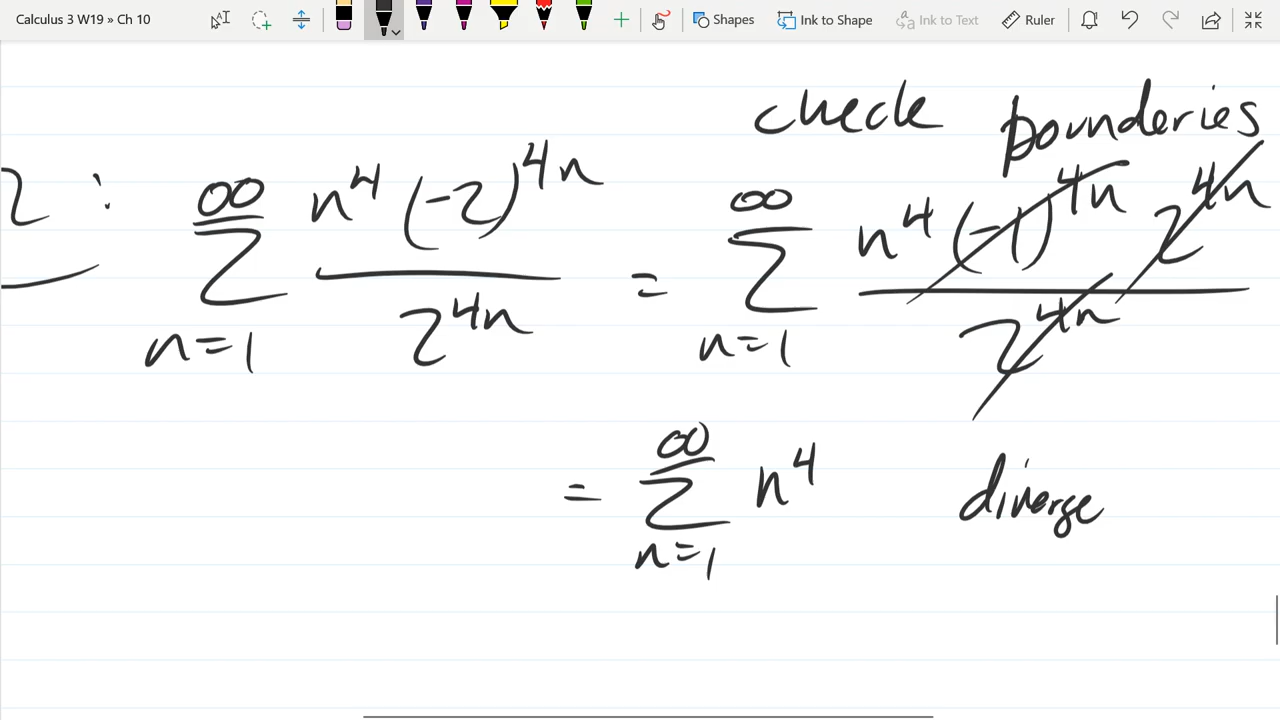 Calculus 3 W19 » Ch 10
Shapes
Ink to Shape
Ink to Text
Ruler
check bounderies
2 : ∞ Σ n=1 n^4 (-2)^4n / 2^4n = ∞ Σ n=1 n^4 (-1)^4n 2^4n / 2^4n
= ∞ Σ n=1 n^4 diverge